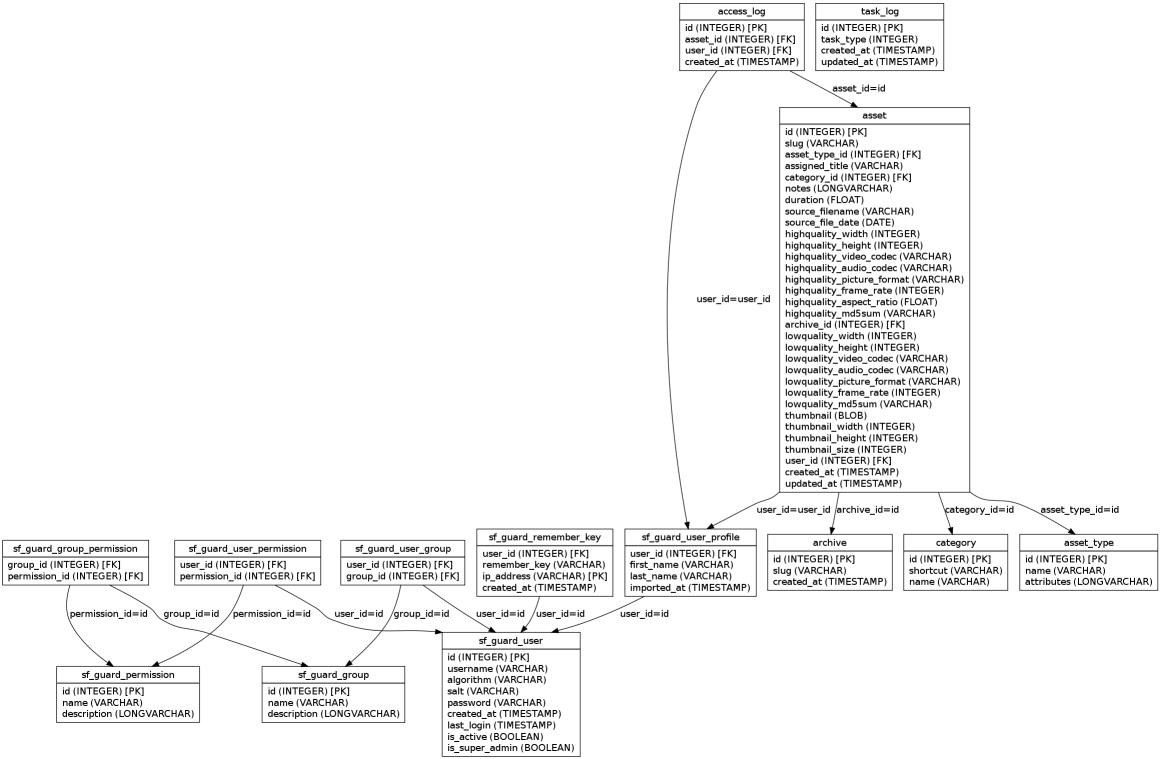 access_log
id (INTEGER) [PK]
asset_id (INTEGER) [FK]
user_id (INTEGER) [FK]
created_at (TIMESTAMP)
task_log
id (INTEGER) [PK]
task_type (INTEGER)
created_at (TIMESTAMP)
updated_at (TIMESTAMP)
asset_id=id
asset
id (INTEGER) [PK]
slug (VARCHAR)
asset_type_id (INTEGER) [FK]
assigned_title (VARCHAR)
category_id (INTEGER) [FK]
notes (LONGVARCHAR)
duration (FLOAT)
source_filename (VARCHAR)
source_file_date (DATE)
highquality_width (INTEGER)
highquality_height (INTEGER)
highquality_video_codec (VARCHAR)
highquality_audio_codec (VARCHAR)
highquality_picture_format (VARCHAR)
highquality_frame_rate (INTEGER)
highquality_aspect_ratio (FLOAT)
highquality_md5sum (VARCHAR)
archive_id (INTEGER) [FK]
lowquality_width (INTEGER)
lowquality_height (INTEGER)
lowquality_video_codec (VARCHAR)
lowquality_audio_codec (VARCHAR)
lowquality_picture_format (VARCHAR)
lowquality_frame_rate (INTEGER)
lowquality_md5sum (VARCHAR)
thumbnail (BLOB)
thumbnail_width (INTEGER)
thumbnail_height (INTEGER)
thumbnail_size (INTEGER)
user_id (INTEGER) [FK]
created_at (TIMESTAMP)
updated_at (TIMESTAMP)
user_id=user_id
user_id=user_id
archive_id=id
category_id=id
asset_type_id=id
sf_guard_group_permission
group_id (INTEGER) [FK]
permission_id (INTEGER) [FK]
sf_guard_user_permission
user_id (INTEGER) [FK]
permission_id (INTEGER) [FK]
sf_guard_user_group
user_id (INTEGER) [FK]
group_id (INTEGER) [FK]
sf_guard_remember_key
user_id (INTEGER) [FK]
remember_key (VARCHAR)
ip_address (VARCHAR) [PK]
created_at (TIMESTAMP)
sf_guard_user_profile
user_id (INTEGER) [FK]
first_name (VARCHAR)
last_name (VARCHAR)
imported_at (TIMESTAMP)
archive
id (INTEGER) [PK]
slug (VARCHAR)
created_at (TIMESTAMP)
category
id (INTEGER) [PK]
shortcut (VARCHAR)
name (VARCHAR)
asset_type
id (INTEGER) [PK]
name (VARCHAR)
attributes (LONGVARCHAR)
permission_id=id
group_id=id
permission_id=id
user_id=id
group_id=id
user_id=id
user_id=id
user_id=id
sf_guard_permission
id (INTEGER) [PK]
name (VARCHAR)
description (LONGVARCHAR)
sf_guard_group
id (INTEGER) [PK]
name (VARCHAR)
description (LONGVARCHAR)
sf_guard_user
id (INTEGER) [PK]
username (VARCHAR)
algorithm (VARCHAR)
salt (VARCHAR)
password (VARCHAR)
created_at (TIMESTAMP)
last_login (TIMESTAMP)
is_active (BOOLEAN)
is_super_admin (BOOLEAN)